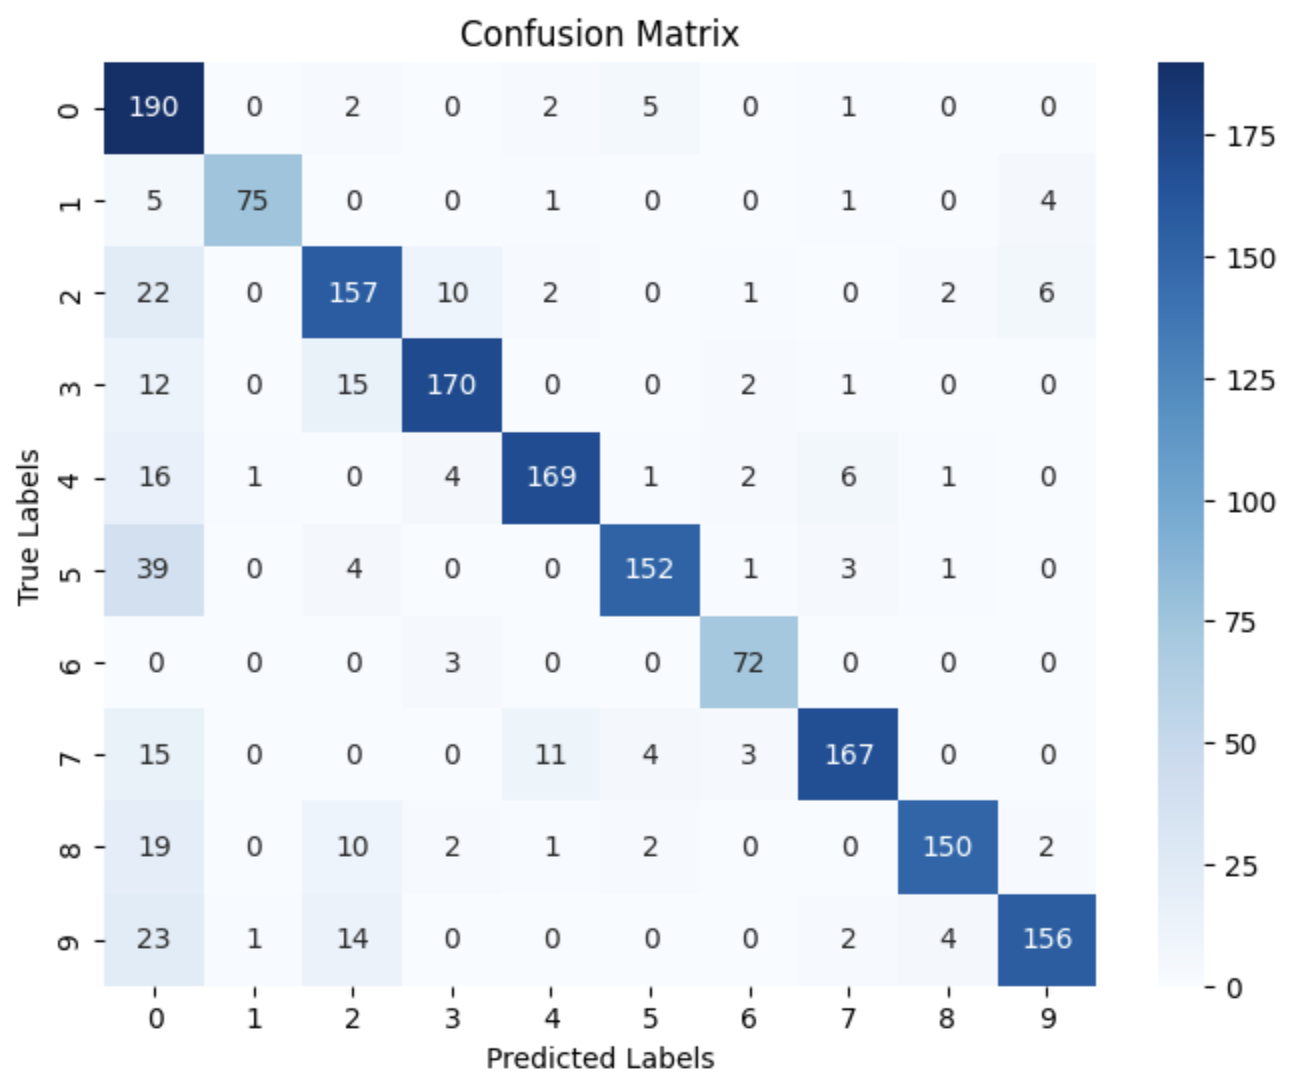 Confusion Matrix
0 190 0 2 0 2 5 0 1 0 0
1 5 75 0 0 1 0 0 1 0 4
2 22 0 157 10 2 0 1 0 2 6
3 12 0 15 170 0 0 2 1 0 0
4 16 1 0 4 169 1 2 6 1 0
5 39 0 4 0 0 152 1 3 1 0
6 0 0 0 3 0 0 72 0 0 0
7 15 0 0 0 11 4 3 167 0 0
8 19 0 10 2 1 2 0 0 150 2
9 23 1 14 0 0 0 0 2 4 156
0 1 2 3 4 5 6 7 8 9
Predicted Labels
True Labels
175
150
125
100
75
50
25
0